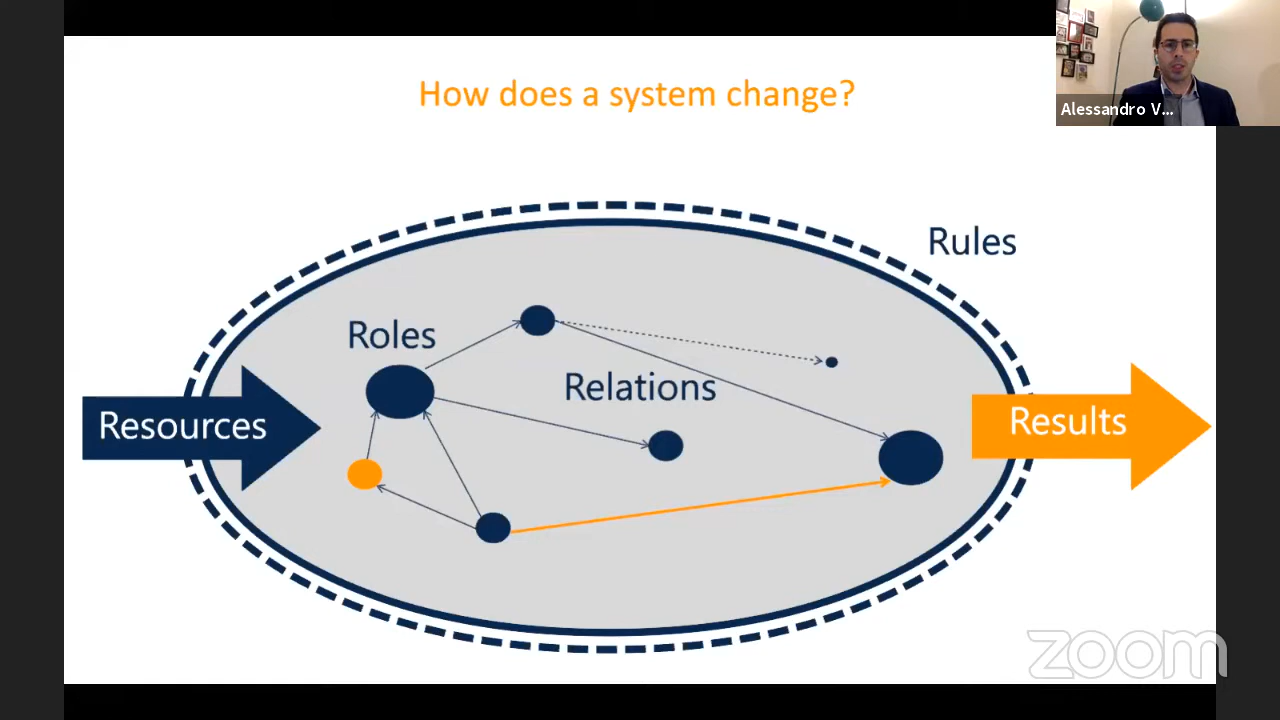 How does a system change?
Alessandro V...
Rules
Roles
Relations
Resources
Results
zoom